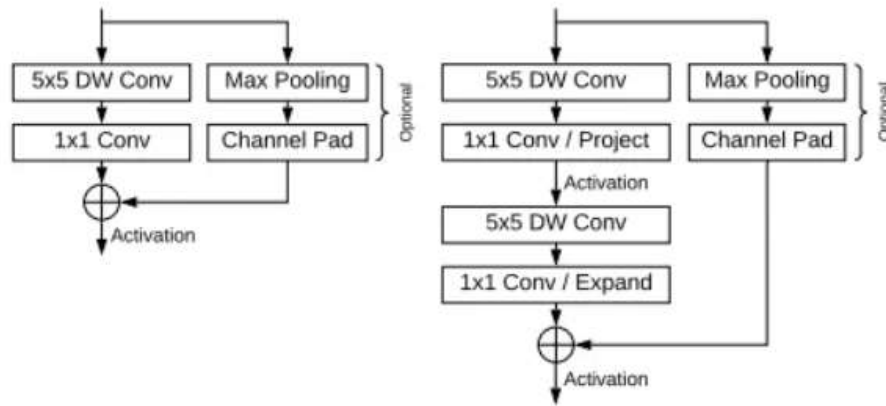 5x5 DW Conv
Max Pooling
1x1 Conv
Channel Pad
Optional
Activation
5x5 DW Conv
Max Pooling
1x1 Conv / Project
Channel Pad
Optional
Activation
5x5 DW Conv
1x1 Conv / Expand
Activation